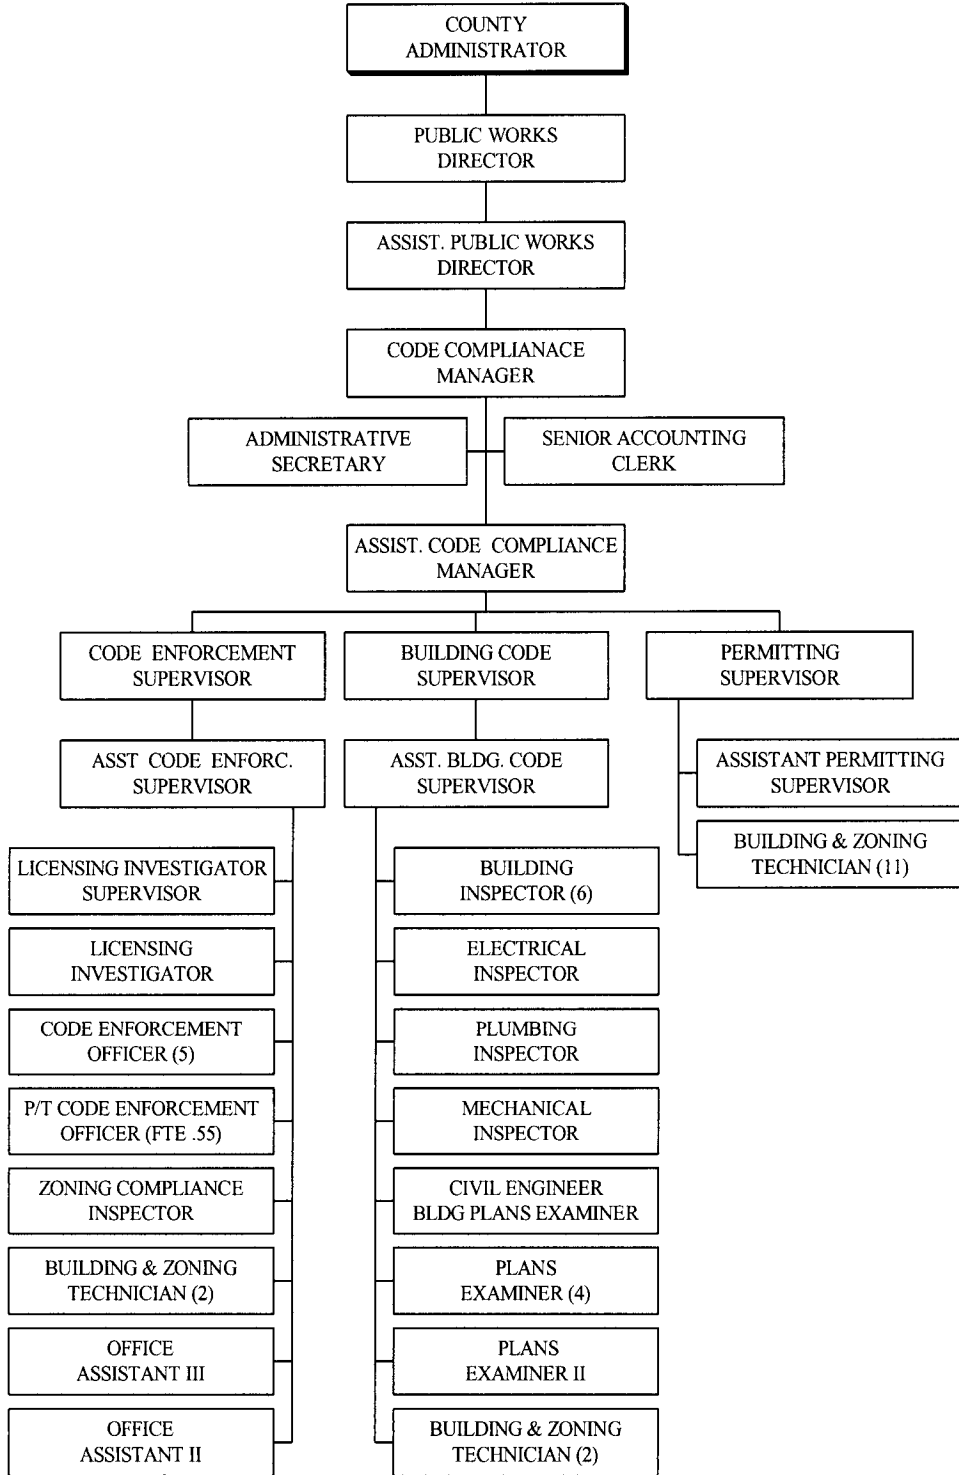 COUNTY
ADMINISTRATOR
PUBLIC WORKS
DIRECTOR
ASSIST. PUBLIC WORKS
DIRECTOR
CODE COMPLIANACE
MANAGER
ADMINISTRATIVE
SECRETARY
SENIOR ACCOUNTING
CLERK
ASSIST. CODE COMPLIANCE
MANAGER
CODE ENFORCEMENT
SUPERVISOR
BUILDING CODE
SUPERVISOR
PERMITTING
SUPERVISOR
ASST CODE ENFORC.
SUPERVISOR
ASST. BLDG. CODE
SUPERVISOR
ASSISTANT PERMITTING
SUPERVISOR
BUILDING & ZONING
TECHNICIAN (11)
LICENSING INVESTIGATOR
SUPERVISOR
LICENSING
INVESTIGATOR
CODE ENFORCEMENT
OFFICER (5)
P/T CODE ENFORCEMENT
OFFICER (FTE .55)
ZONING COMPLIANCE
INSPECTOR
BUILDING & ZONING
TECHNICIAN (2)
OFFICE
ASSISTANT III
OFFICE
ASSISTANT II
BUILDING
INSPECTOR (6)
ELECTRICAL
INSPECTOR
PLUMBING
INSPECTOR
MECHANICAL
INSPECTOR
CIVIL ENGINEER
BLDG PLANS EXAMINER
PLANS
EXAMINER (4)
PLANS
EXAMINER II
BUILDING & ZONING
TECHNICIAN (2)